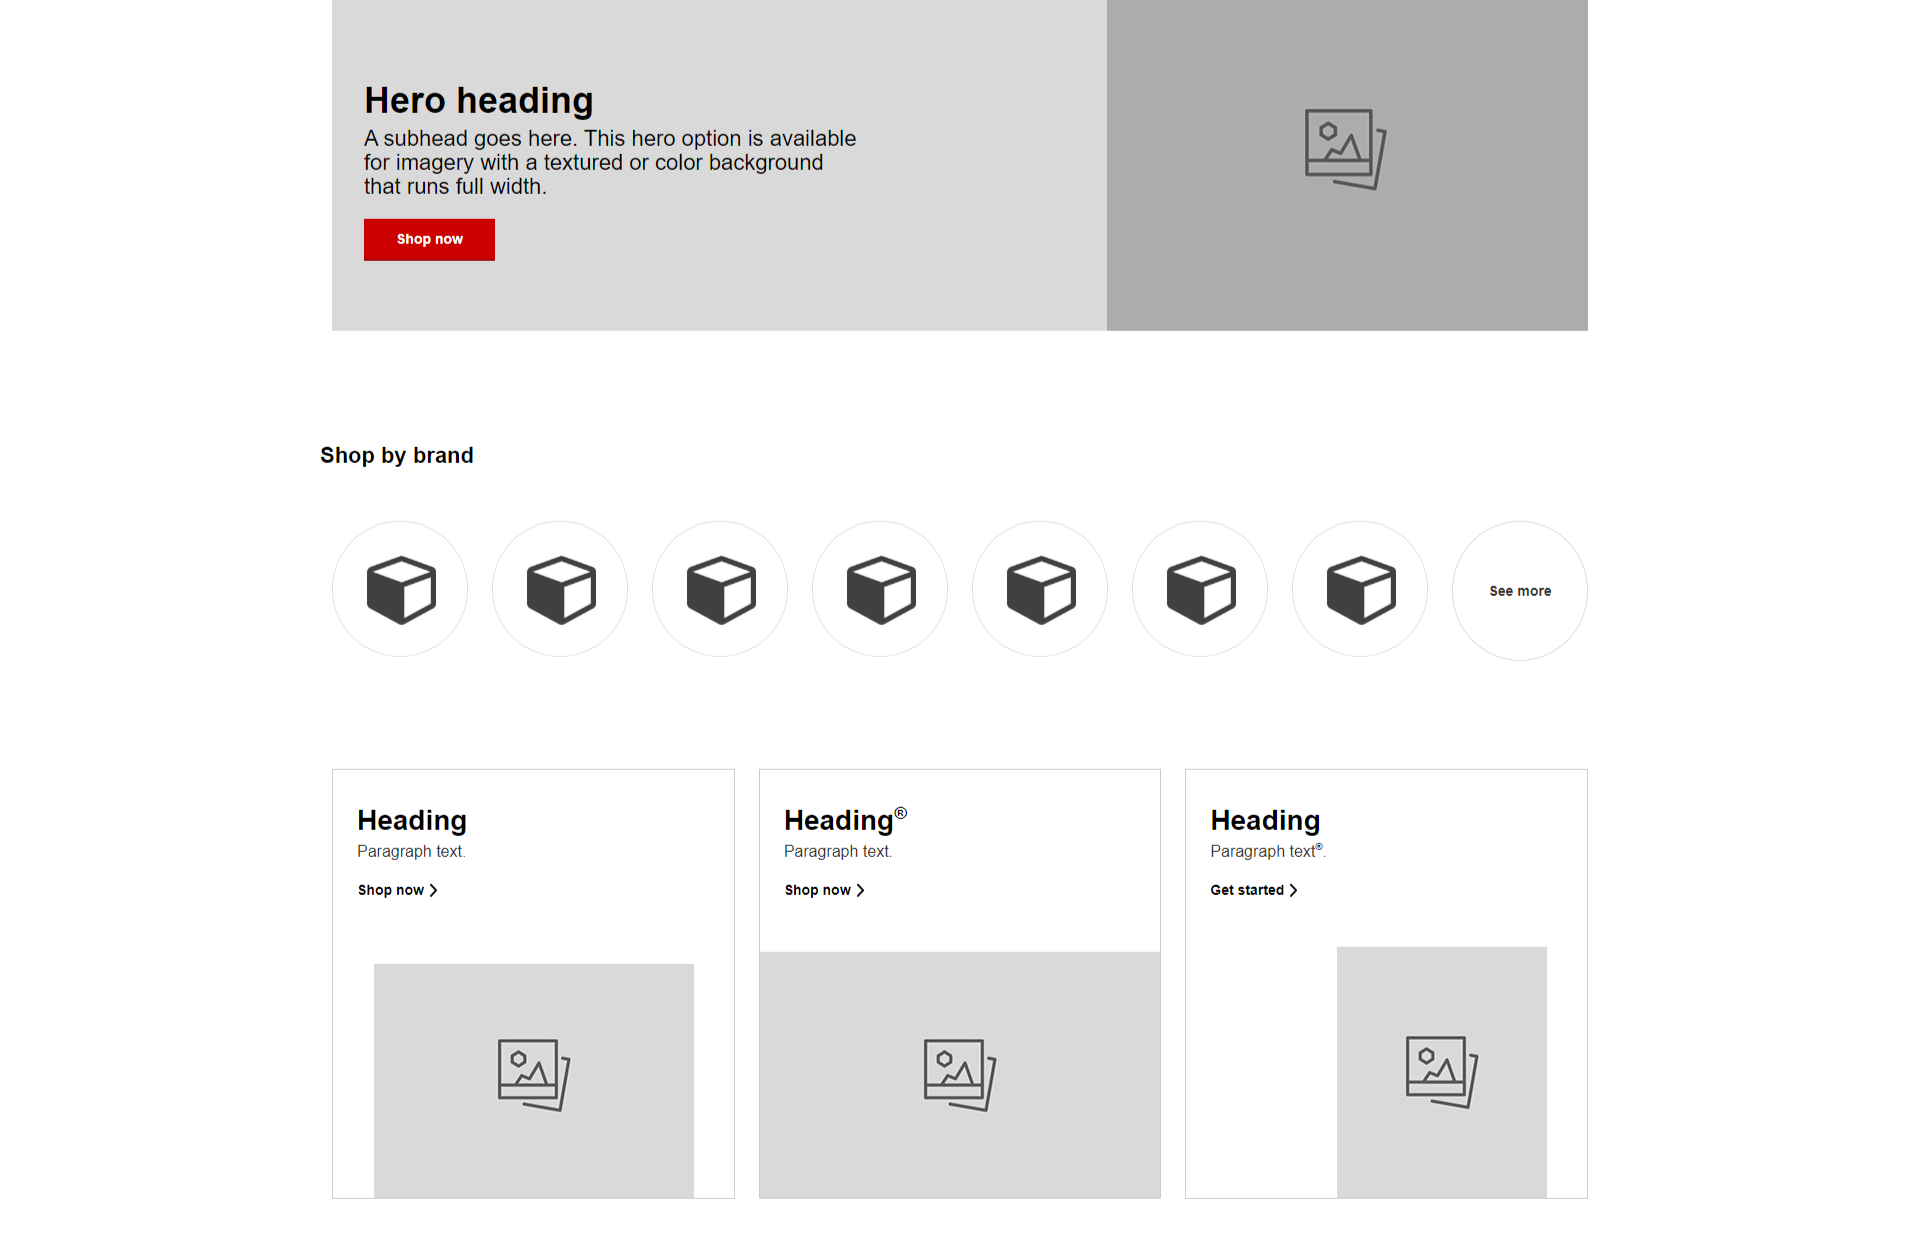 Hero heading
A subhead goes here. This hero option is available
for imagery with a textured or color background
that runs full width.
Shop now
Shop by brand
See more
Heading
Paragraph text.
Shop now
Heading®
Paragraph text.
Shop now
Heading
Paragraph text®.
Get started